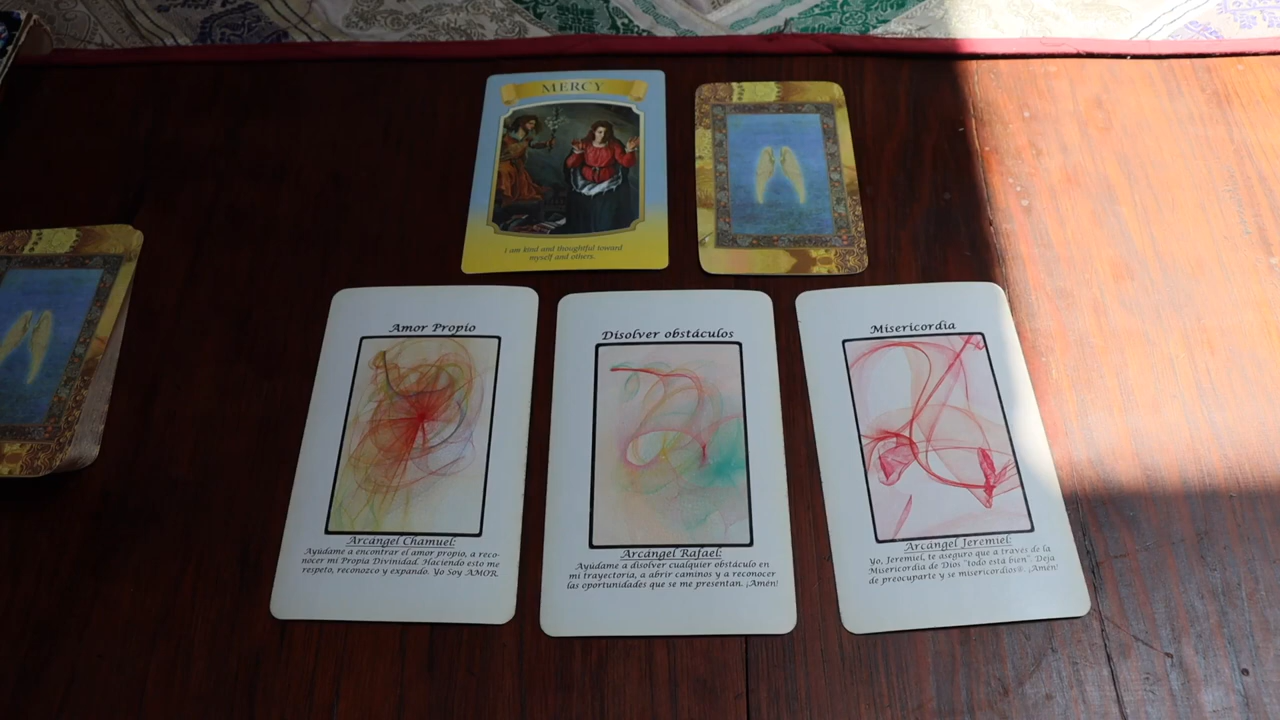 MERCY
I am kind and thoughtful toward
myself and others.
Amor Propio
Arcángel Chamuel:
Ayúdame a encontrar el amor propio, a reco-
nocer mi Propia Divinidad. Haciendo esto me
respeto, reconozco y expando. Yo Soy AMOR.
Disolver obstáculos
Arcángel Rafael:
Ayúdame a disolver cualquier obstáculo en
mi trayectoria, a abrir caminos y a reconocer
las oportunidades que se me presentan. ¡Amén!
Misericordia
Arcángel Jeremiel:
Yo, Jeremiel, te aseguro que a través de la
Misericordia de Dios "todo está bien". Deja
de preocuparte y se misericordios@. ¡Amén!